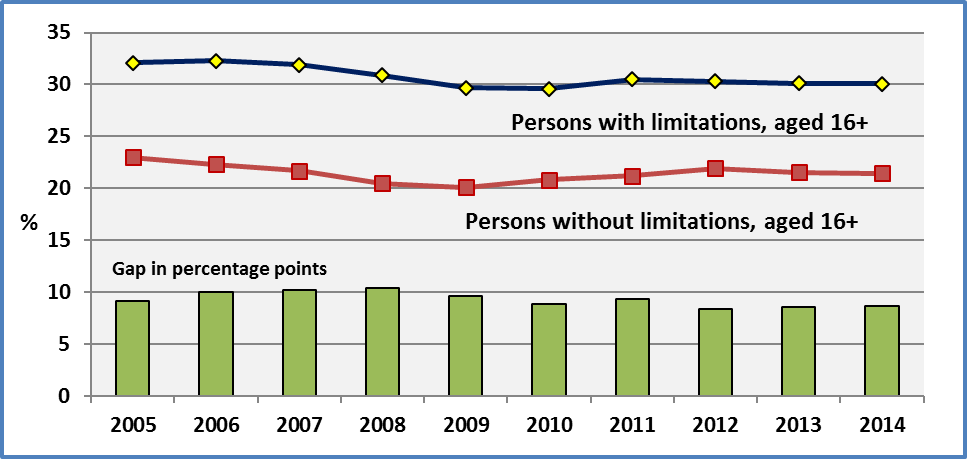 35
%
30
Persons with limitations, aged 16+
25
20
%
Persons without limitations, aged 16+
15
Gap in percentage points
10
5
0
2005 2006 2007 2008 2009 2010 2011 2012 2013 2014